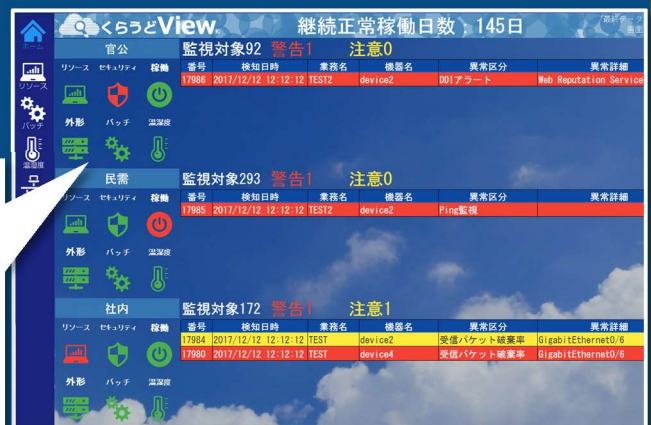 くらうどView 継続正常稼働日数：145日
最終データ
画面
ホーム
リソース
パッチ
温湿度
官公
監視対象92 警告1 注意0
リソース セキュリティ 稼働
外形 パッチ 温湿度
番号 検知日時 業務名 機器名 異常区分 異常詳細
17986 2017/12/12 12:12:12 TEST2 device2 DDIアラート Web Reputation Service
民需
監視対象293 警告1 注意0
リソース セキュリティ 稼働
外形 パッチ 温湿度
番号 検知日時 業務名 機器名 異常区分 異常詳細
17985 2017/12/12 12:12:12 TEST2 device2 Ping監視
社内
監視対象172 警告1 注意1
リソース セキュリティ 稼働
外形 パッチ 温湿度
番号 検知日時 業務名 機器名 異常区分 異常詳細
17984 2017/12/12 12:12:12 TEST device2 受信パケット破棄率 GigabitEthernet0/6
17980 2017/12/12 12:12:12 TEST device4 受信パケット破棄率 GigabitEthernet0/6